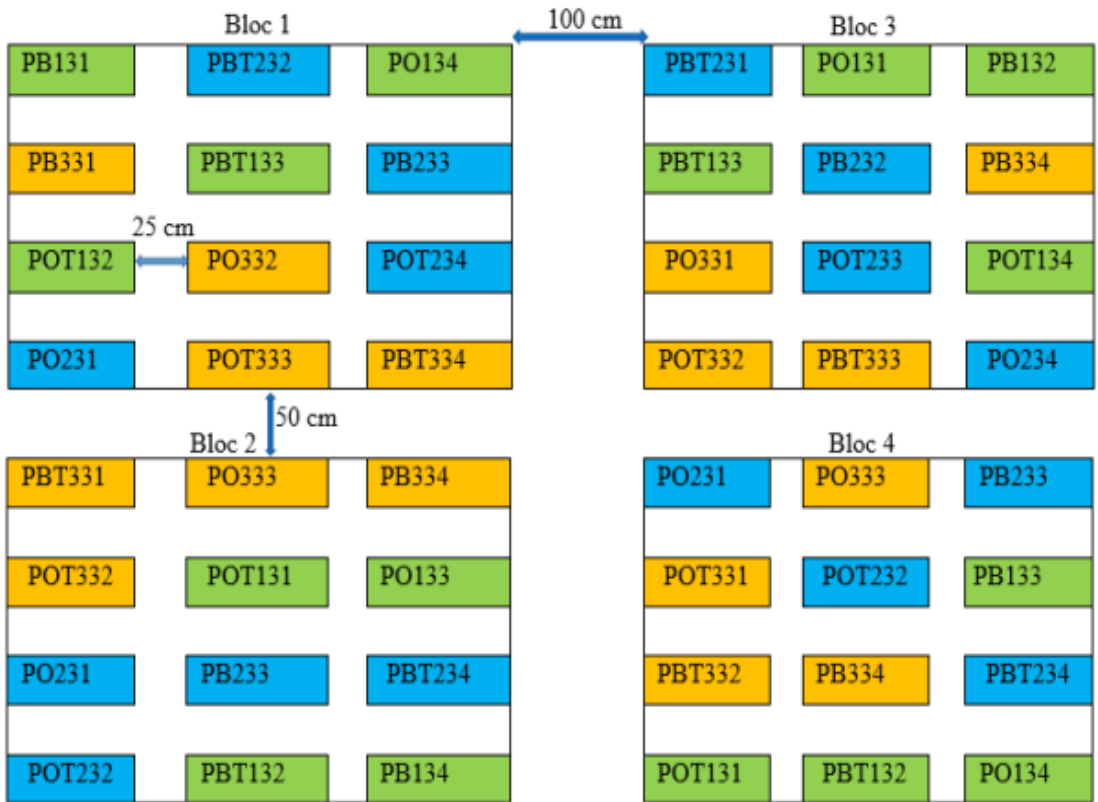 Bloc 1
100 cm
Bloc 3
PB131 PBT232 PO134
PBT231 PO131 PB132
PB331 PBT133 PB233
PBT133 PB232 PB334
25 cm
POT132 PO332 POT234
PO331 POT233 POT134
PO231 POT333 PBT334
POT332 PBT333 PO234
50 cm
Bloc 2
Bloc 4
PBT331 PO333 PB334
PO231 PO333 PB233
POT332 POT131 PO133
POT331 POT232 PB133
PO231 PB233 PBT234
PBT332 PB334 PBT234
POT232 PBT132 PB134
POT131 PBT132 PO134